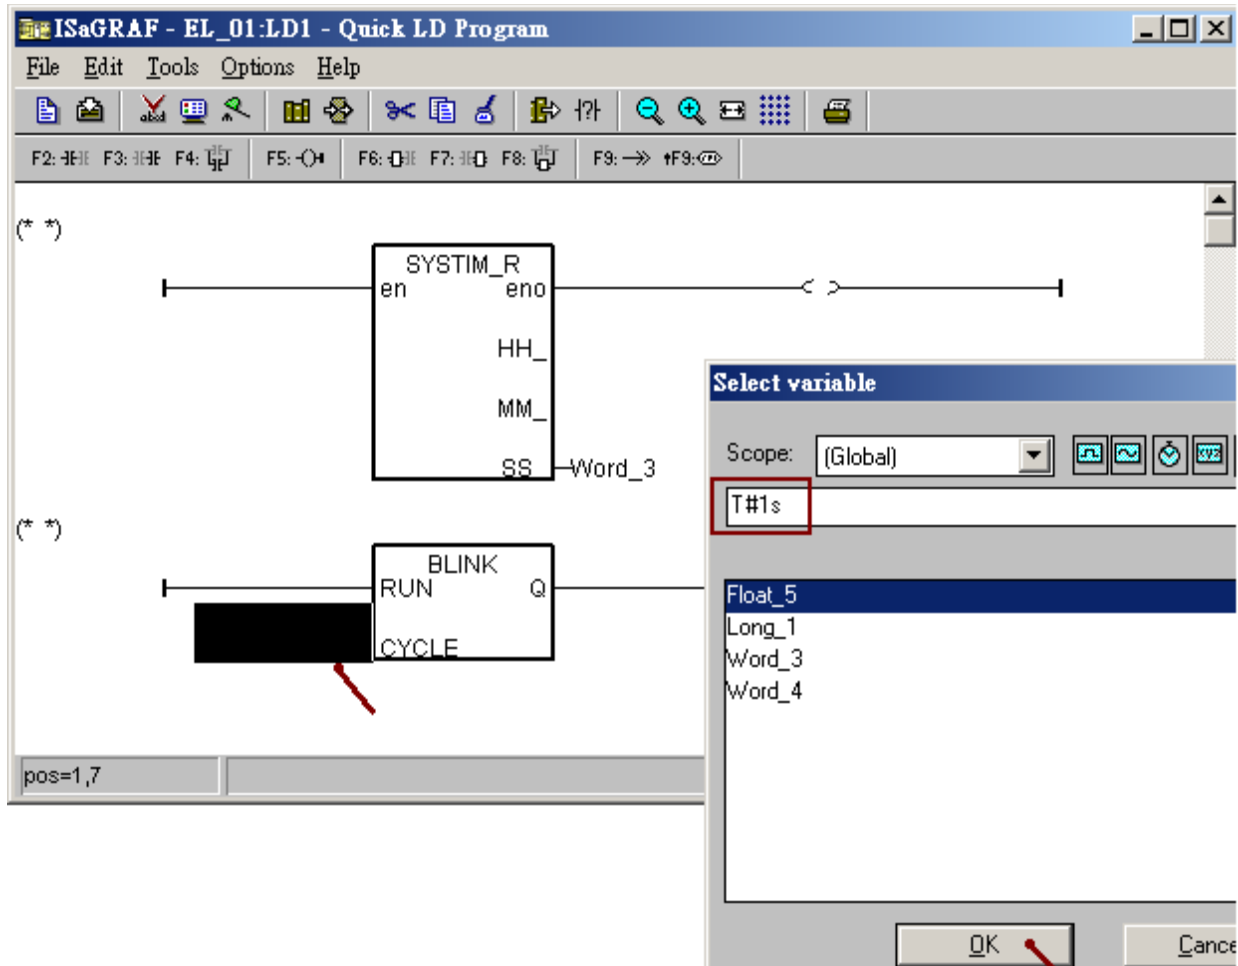 ISaGRAF - EL_01:LD1 - Quick LD Program
File Edit Tools Options Help
F2: F3: F4: F5: F6: F7: F8: F9: F9:
(* *)
SYSTIM_R
en eno
HH_
MM_
SS_ Word_3
(* *)
BLINK
RUN Q
CYCLE
pos=1,7
Select variable
Scope: (Global)
T#1s
Float_5
Long_1
Word_3
Word_4
OK Cance